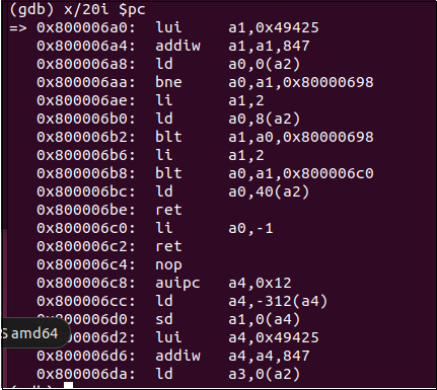 (gdb) x/20i $pc
=> 0x800006a0: lui a1,0x49425
0x800006a4: addiw a1,a1,847
0x800006a8: ld a0,0(a2)
0x800006aa: bne a0,a1,0x80000698
0x800006ae: li a1,2
0x800006b0: ld a0,8(a2)
0x800006b2: blt a1,a0,0x80000698
0x800006b6: li a1,2
0x800006b8: bne a0,a1,0x800006c0
0x800006bc: ld a0,40(a2)
0x800006be: ret
0x800006c0: li a0,-1
0x800006c2: ret
0x800006c4: nop
0x800006c8: auipc a4,0x12
0x800006cc: ld a4,-312(a4)
0x800006d0: sd a1,0(a4)
S amd64
0x800006d2: lui a4,0x49425
0x800006d6: addiw a4,a4,847
0x800006da: ld a3,0(a2)